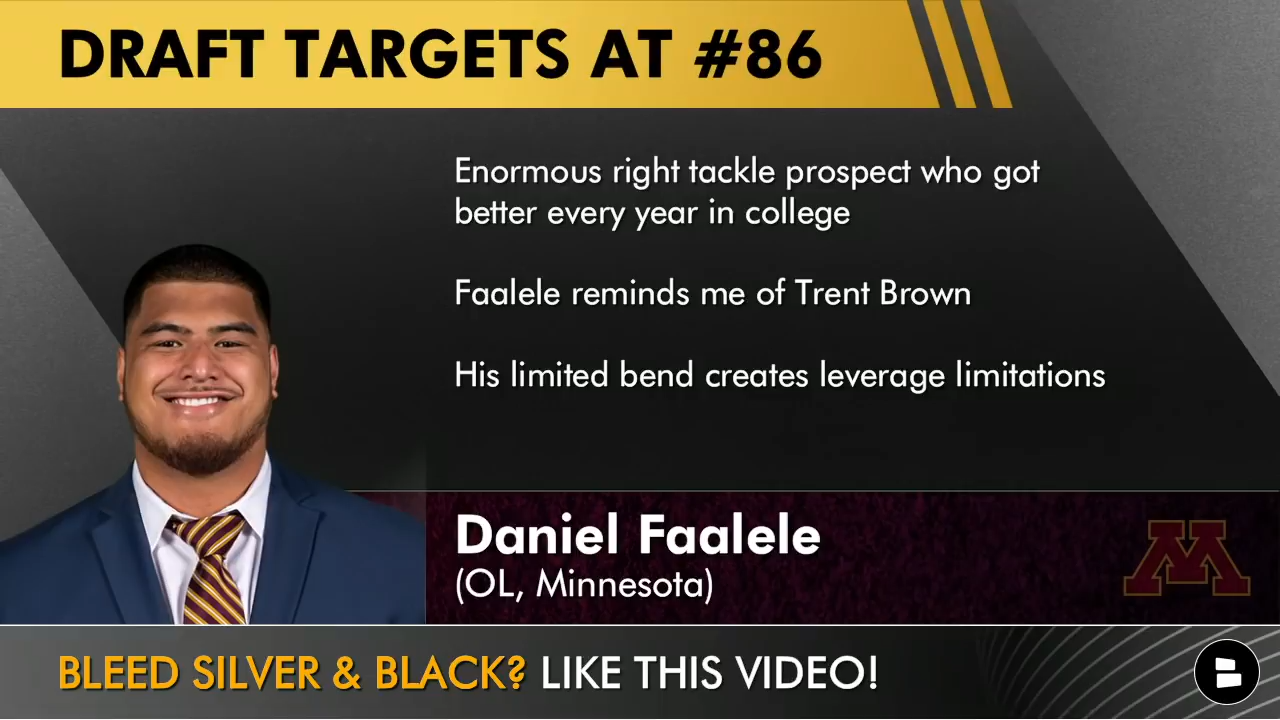 DRAFT TARGETS AT #86
Enormous right tackle prospect who got
better every year in college
Faalele reminds me of Trent Brown
His limited bend creates leverage limitations
Daniel Faalele
(OL, Minnesota)
M
BLEED SILVER & BLACK? LIKE THIS VIDEO!